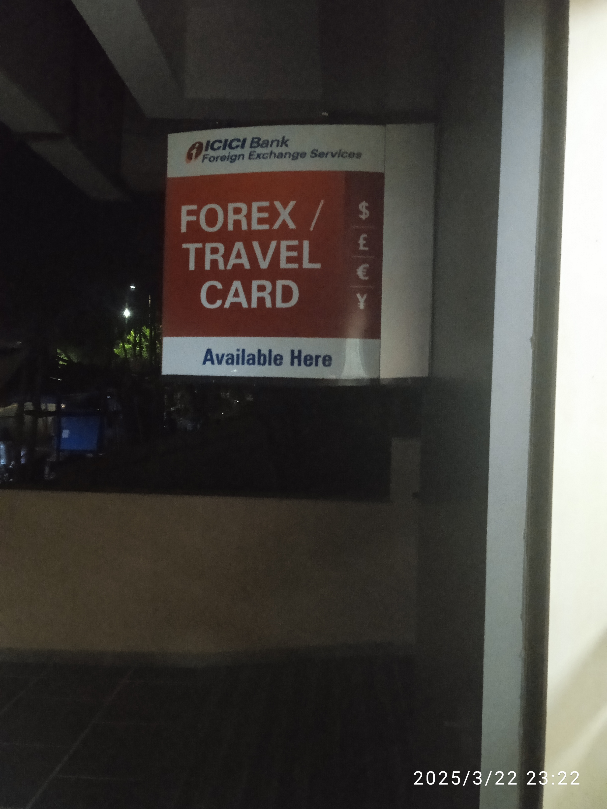 ICICI Bank
Foreign Exchange Services
FOREX /
TRAVEL
CARD
$
£
€
¥
Available Here
2025/3/22 23:22